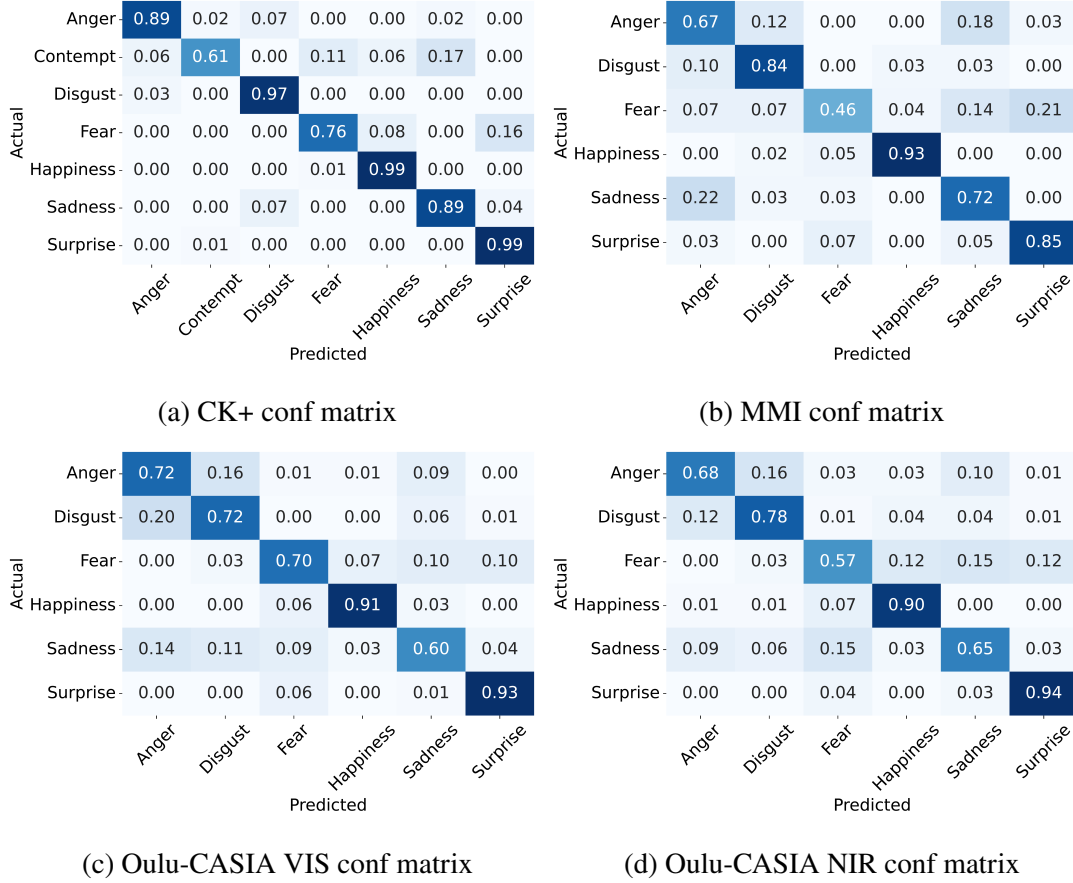 Actual
Anger 0.89 0.02 0.07 0.00 0.00 0.02 0.00
Contempt 0.06 0.61 0.00 0.11 0.06 0.17 0.00
Disgust 0.03 0.00 0.97 0.00 0.00 0.00 0.00
Fear 0.00 0.00 0.00 0.76 0.08 0.00 0.16
Happiness 0.00 0.00 0.00 0.01 0.99 0.00 0.00
Sadness 0.00 0.00 0.07 0.00 0.00 0.89 0.04
Surprise 0.00 0.01 0.00 0.00 0.00 0.00 0.99
Anger Contempt Disgust Fear Happiness Sadness Surprise
Predicted
(a) CK+ conf matrix
Actual
Anger 0.67 0.12 0.00 0.00 0.18 0.03
Disgust 0.10 0.84 0.00 0.03 0.03 0.00
Fear 0.07 0.07 0.46 0.04 0.14 0.21
Happiness 0.00 0.02 0.05 0.93 0.00 0.00
Sadness 0.22 0.03 0.03 0.00 0.72 0.00
Surprise 0.03 0.00 0.07 0.00 0.05 0.85
Anger Disgust Fear Happiness Sadness Surprise
Predicted
(b) MMI conf matrix
Actual
Anger 0.72 0.16 0.01 0.01 0.09 0.00
Disgust 0.20 0.72 0.00 0.00 0.06 0.01
Fear 0.00 0.03 0.70 0.07 0.10 0.10
Happiness 0.00 0.00 0.06 0.91 0.03 0.00
Sadness 0.14 0.11 0.09 0.03 0.60 0.04
Surprise 0.00 0.00 0.06 0.00 0.01 0.93
Anger Disgust Fear Happiness Sadness Surprise
Predicted
(c) Oulu-CASIA VIS conf matrix
Actual
Anger 0.68 0.16 0.03 0.03 0.10 0.01
Disgust 0.12 0.78 0.01 0.04 0.04 0.01
Fear 0.00 0.03 0.57 0.12 0.15 0.12
Happiness 0.01 0.01 0.07 0.90 0.00 0.00
Sadness 0.09 0.06 0.15 0.03 0.65 0.03
Surprise 0.00 0.00 0.04 0.00 0.03 0.94
Anger Disgust Fear Happiness Sadness Surprise
Predicted
(d) Oulu-CASIA NIR conf matrix